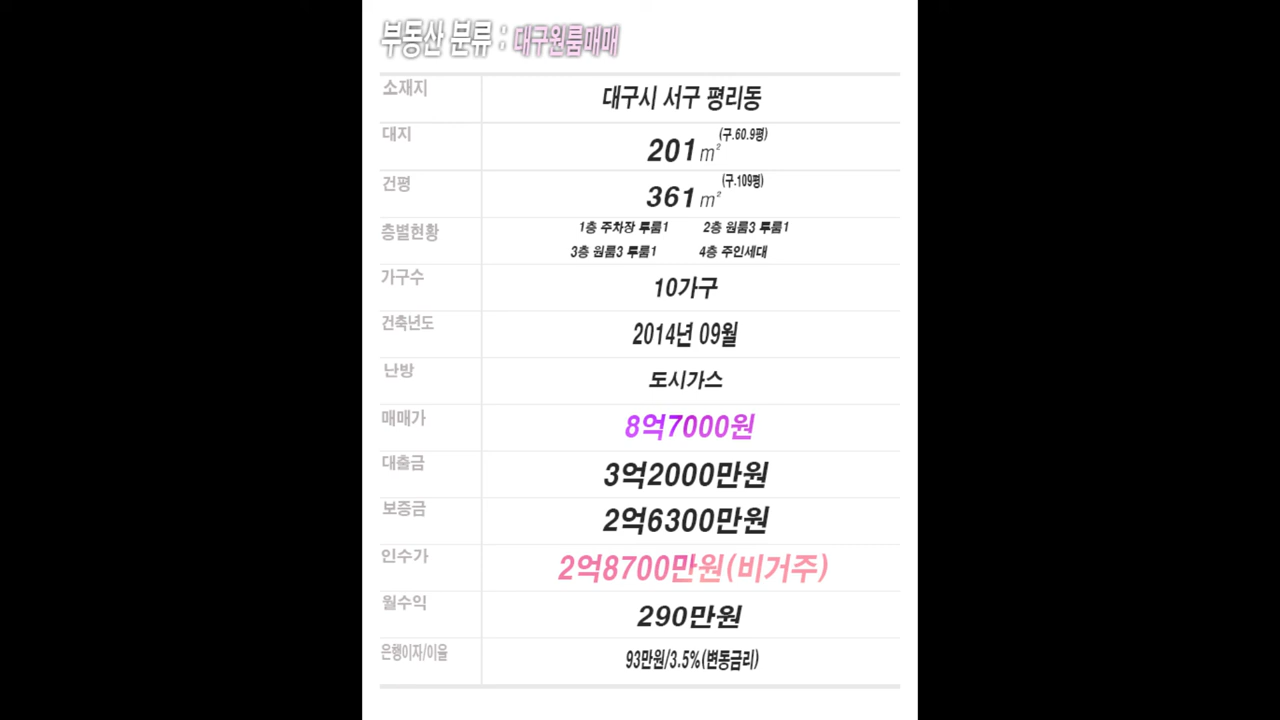 부동산 분류 : 대구원룸매매
소재지 대구시 서구 평리동
대지 201㎡ (구.60.9평)
건평 361㎡ (구.109평)
층별현황 1층 주차장 투룸1 2층 원룸3 투룸1
3층 원룸3 투룸1 4층 주인세대
가구수 10가구
건축년도 2014년 09월
난방 도시가스
매매가 8억7000원
대출금 3억2000만원
보증금 2억6300만원
인수가 2억8700만원(비거주)
월수익 290만원
은행이자/이율 93만원/3.5%(변동금리)